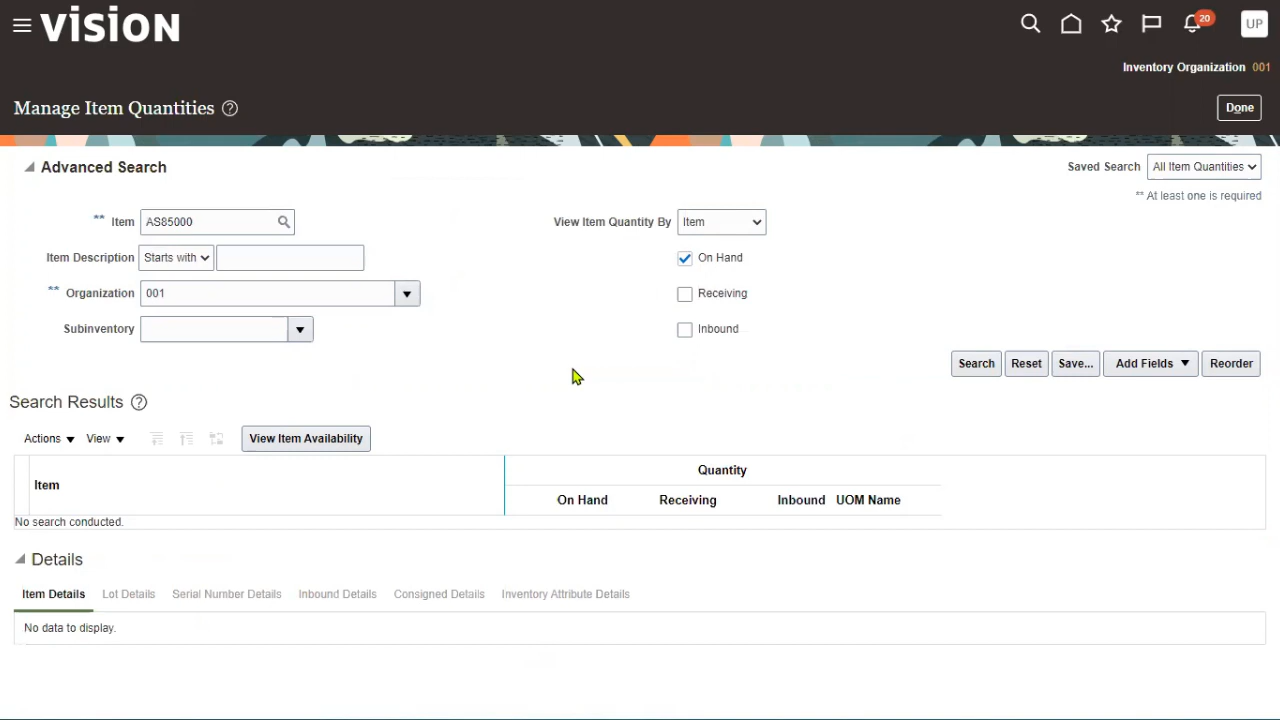 vision
20
UP
Inventory Organization 001
Manage Item Quantities ?
Done
Advanced Search
Saved Search All Item Quantities
** At least one is required
** Item AS85000
View Item Quantity By Item
Item Description Starts with
On Hand
** Organization 001
Receiving
Subinventory
Inbound
Search Reset Save... Add Fields Reorder
Search Results ?
Actions View View Item Availability
Quantity
Item
On Hand Receiving Inbound UOM Name
No search conducted.
Details
Item Details Lot Details Serial Number Details Inbound Details Consigned Details Inventory Attribute Details
No data to display.